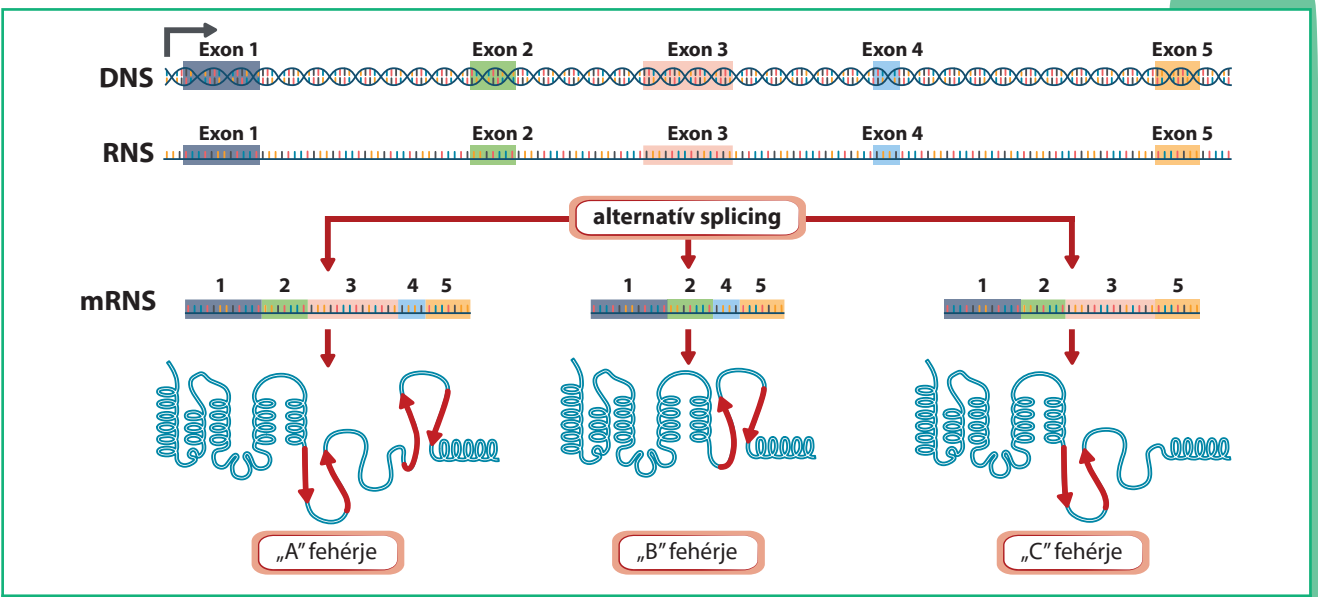 Exon 1 Exon 2 Exon 3 Exon 4 Exon 5
DNS
Exon 1 Exon 2 Exon 3 Exon 4 Exon 5
RNS
alternatív splicing
1 2 3 4 5 1 2 4 5 1 2 3 5
mRNS
„A” fehérje „B” fehérje „C” fehérje